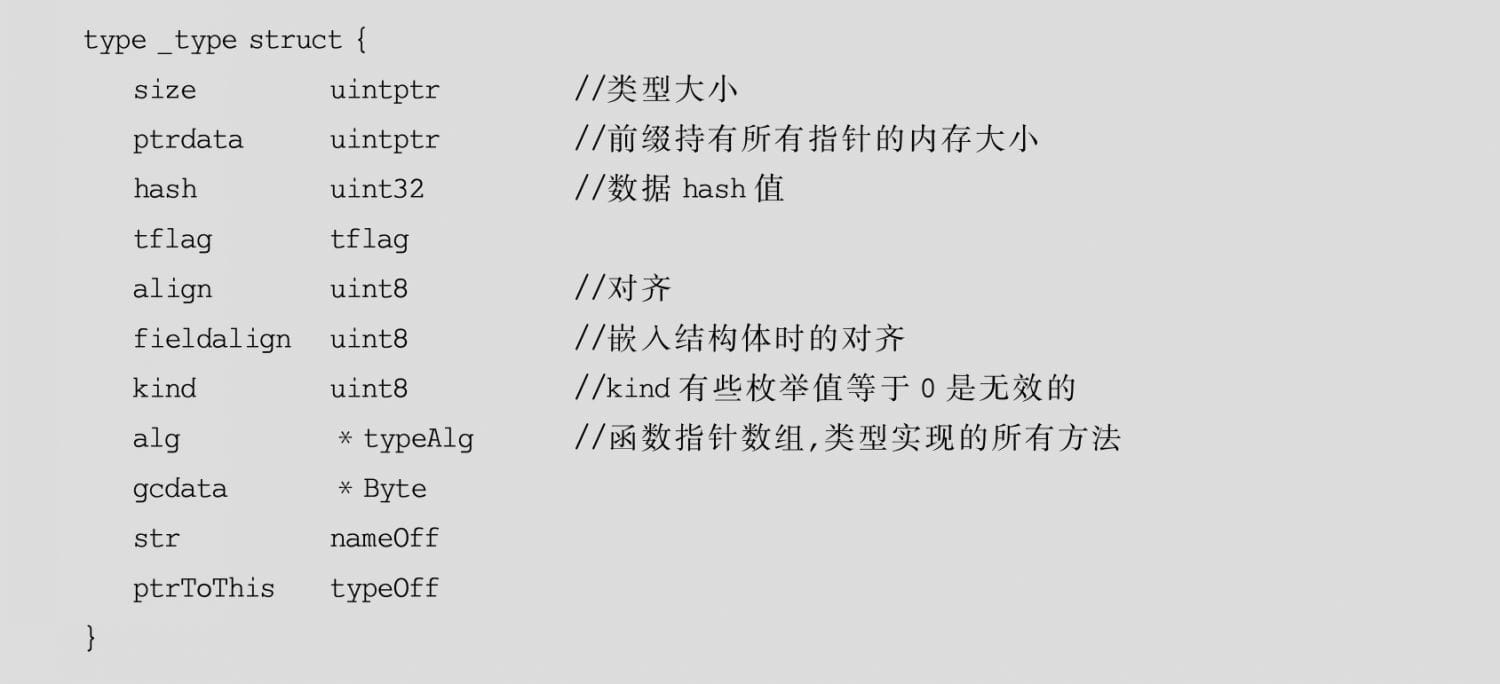 type _type struct {
size uintptr //类型大小
ptrdata uintptr //前缀持有所有指针的内存大小
hash uint32 //数据 hash 值
tflag tflag
align uint8 //对齐
fieldalign uint8 //嵌入结构体时的对齐
kind uint8 //kind 有些枚举值等于 0 是无效的
alg * typeAlg //函数指针数组,类型实现的所有方法
gcdata * Byte
str nameOff
ptrToThis typeOff
}